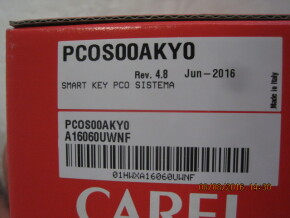 PCOS00AKY0
Rev. 4.8 Jun-2016
SMART KEY PCO SISTEMA
Made in Italy
PCOS00AKY0
A16060UWNF
01HWXA16060UWNF
CAREL